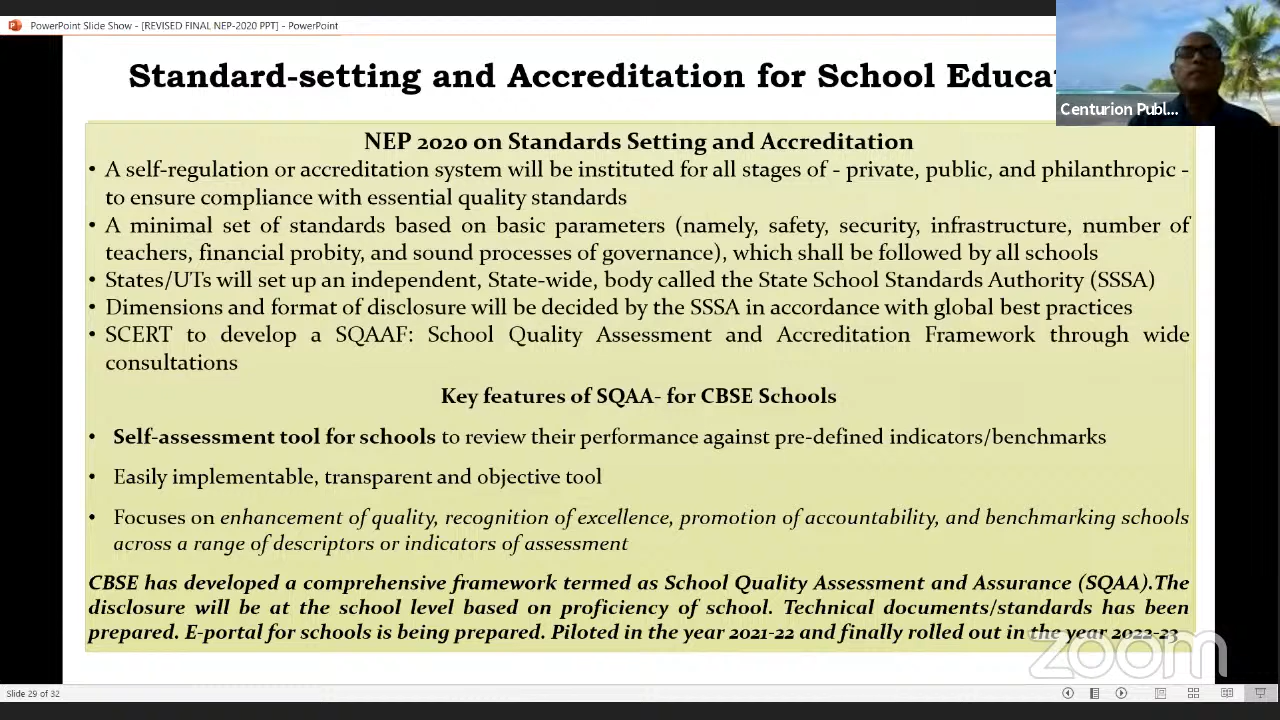 PowerPoint Slide Show - [REVISED FINAL NEP-2020 PPT] - PowerPoint
Standard-setting and Accreditation for School
Centurion Publ...
NEP 2020 on Standards Setting and Accreditation
• A self-regulation or accreditation system will be instituted for all stages of - private, public, and philanthropic -
to ensure compliance with essential quality standards
• A minimal set of standards based on basic parameters (namely, safety, security, infrastructure, number of
teachers, financial probity, and sound processes of governance), which shall be followed by all schools
• States/UTs will set up an independent, State-wide, body called the State School Standards Authority (SSSA)
• Dimensions and format of disclosure will be decided by the SSSA in accordance with global best practices
• SCERT to develop a SQAAF: School Quality Assessment and Accreditation Framework through wide
consultations
Key features of SQAA- for CBSE Schools
• Self-assessment tool for schools to review their performance against pre-defined indicators/benchmarks
• Easily implementable, transparent and objective tool
• Focuses on enhancement of quality, recognition of excellence, promotion of accountability, and benchmarking schools
across a range of descriptors or indicators of assessment
CBSE has developed a comprehensive framework termed as School Quality Assessment and Assurance (SQAA).The
disclosure will be at the school level based on proficiency of school. Technical documents/standards has been
prepared. E-portal for schools is being prepared. Piloted in the year 2021-22 and finally rolled out in the year 2022-23
zoom
Slide 29 of 32